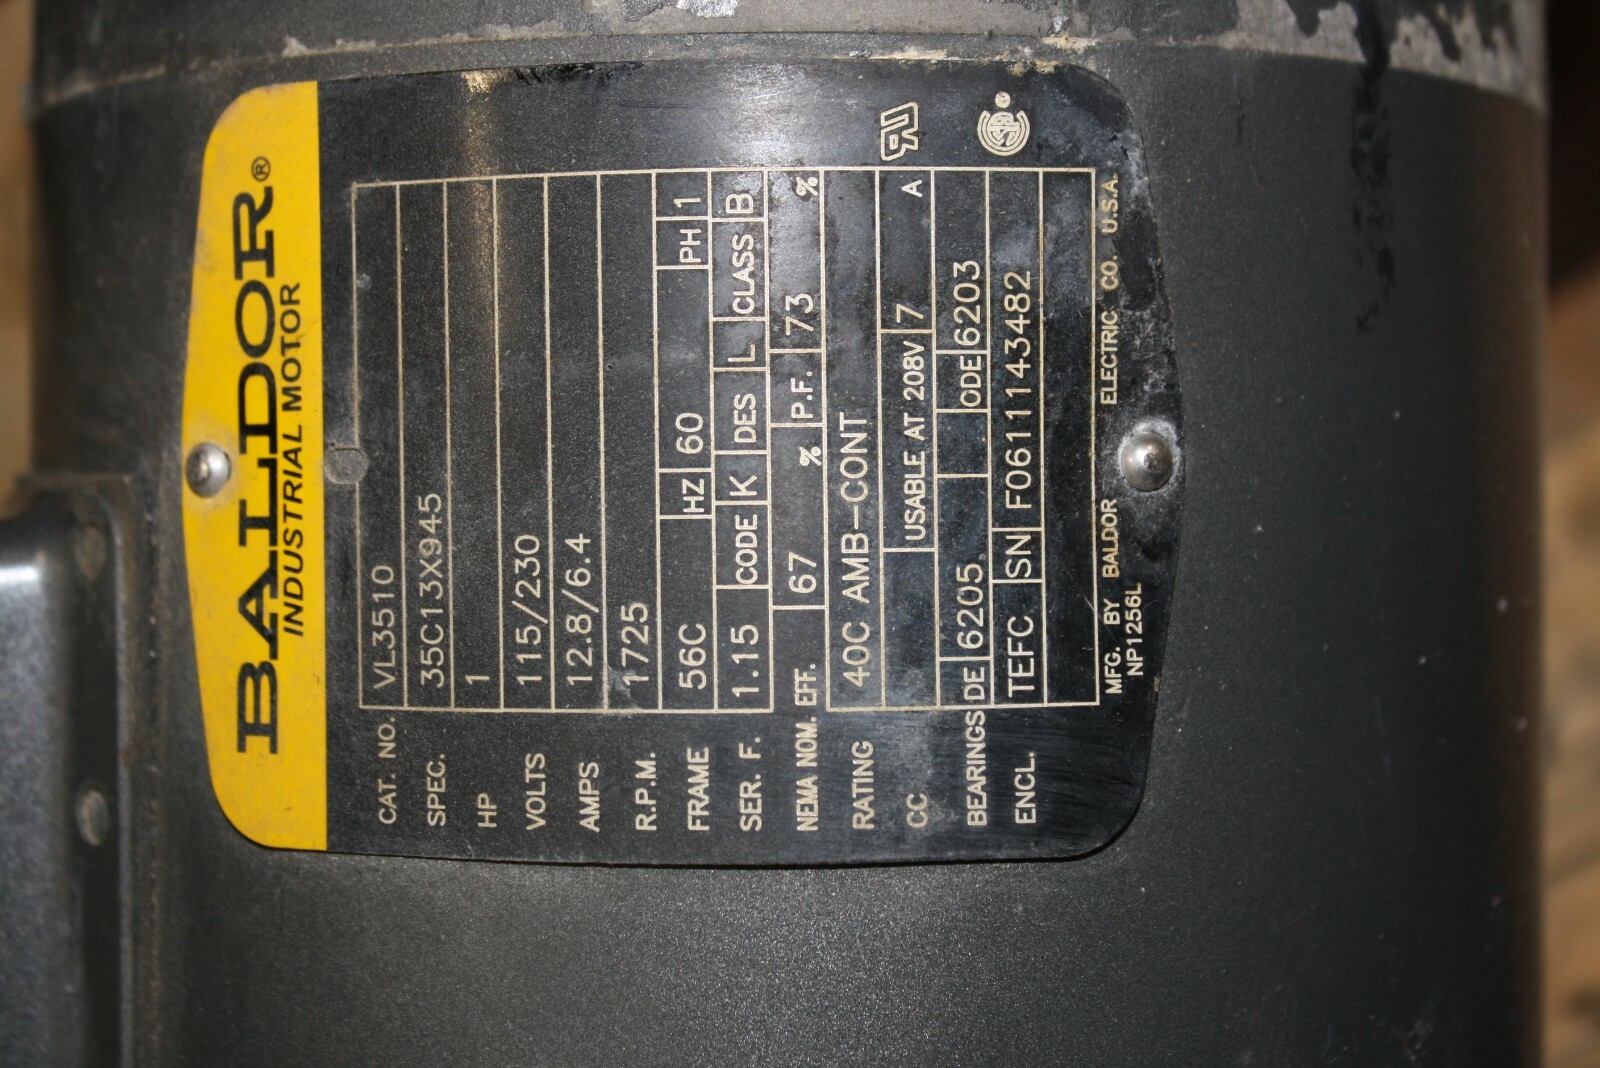 BALDOR®
INDUSTRIAL MOTOR
CAT. NO. VL3510
SPEC. 35C13X945
HP 1
VOLTS 115/230
AMPS 12.8/6.4
R.P.M. 1725
FRAME 56C HZ 60 PH 1
SER. F. 1.15 CODE K DES L CLASS B
NEMA NOM. EFF. 67 % P.F. 73 %
RATING 40C AMB-CONT
CC USABLE AT 208V 7 A
BEARINGS DE 6205 ODE 6203
ENCL. TEFC SN F0611143482
MFG. BY BALDOR ELECTRIC CO. U.S.A.
NP1256L